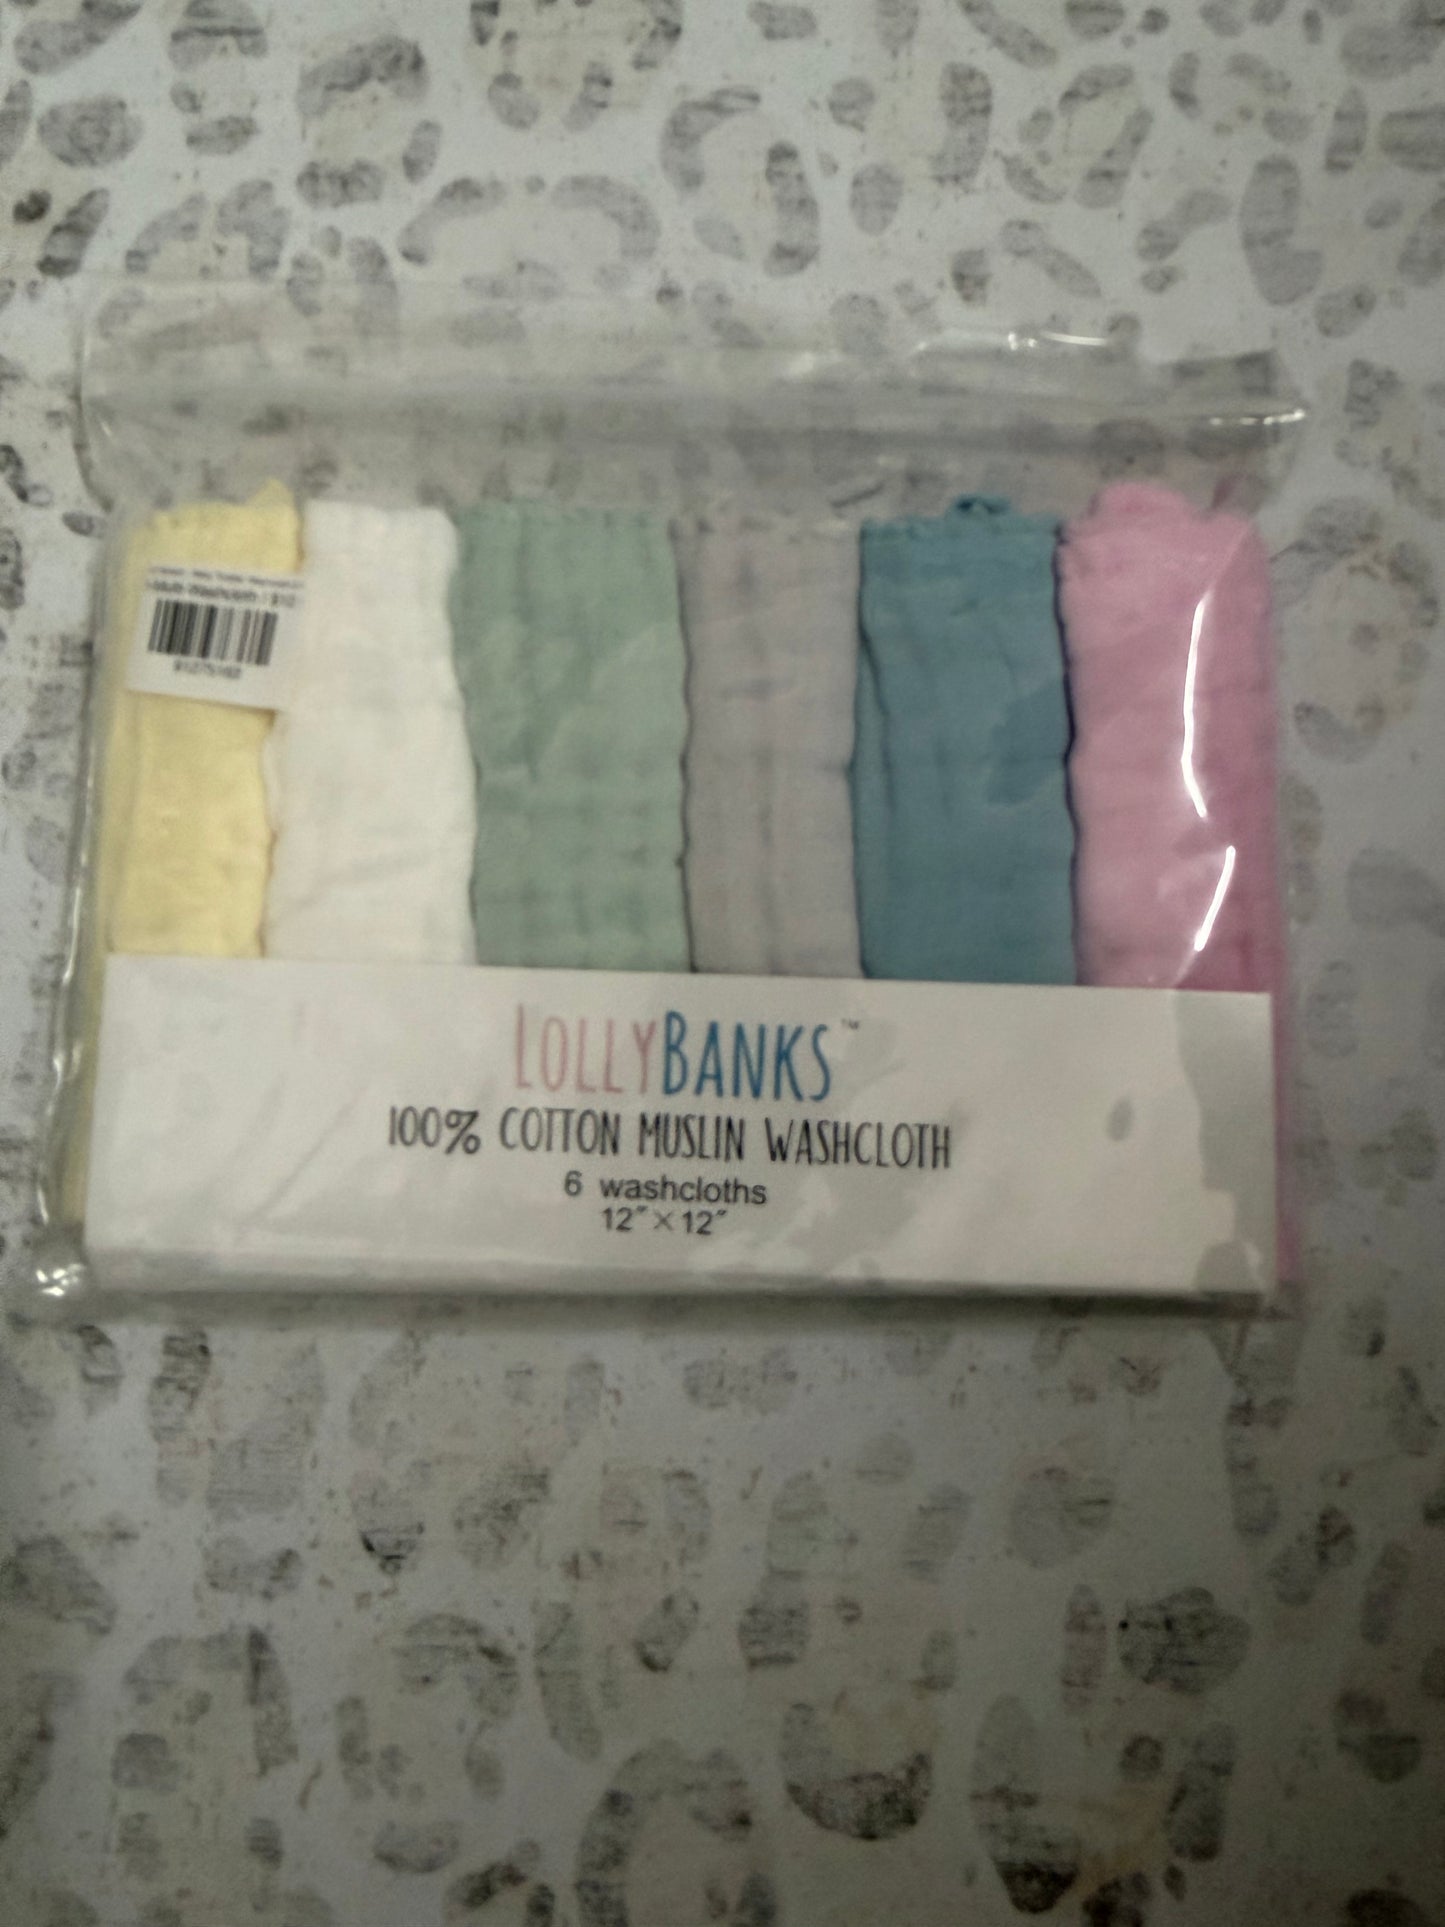 LOLLYBANKS™
100% COTTON MUSLIN WASHCLOTH
6 washcloths
12"×12"